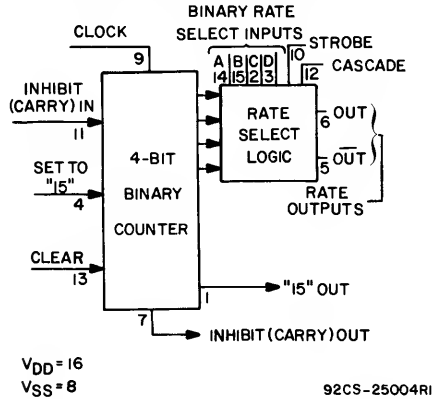 BINARY RATE
SELECT INPUTS
CLOCK
9
A B C D
14 15 2 3
10 STROBE
12 CASCADE
INHIBIT
(CARRY) IN
11
SET TO
"15"
4
CLEAR
13
4-BIT
BINARY
COUNTER
RATE
SELECT
LOGIC
6 OUT
5 OUT
RATE
OUTPUTS
1
"15" OUT
7
INHIBIT (CARRY) OUT
VDD = 16
VSS = 8
92CS-25004R1